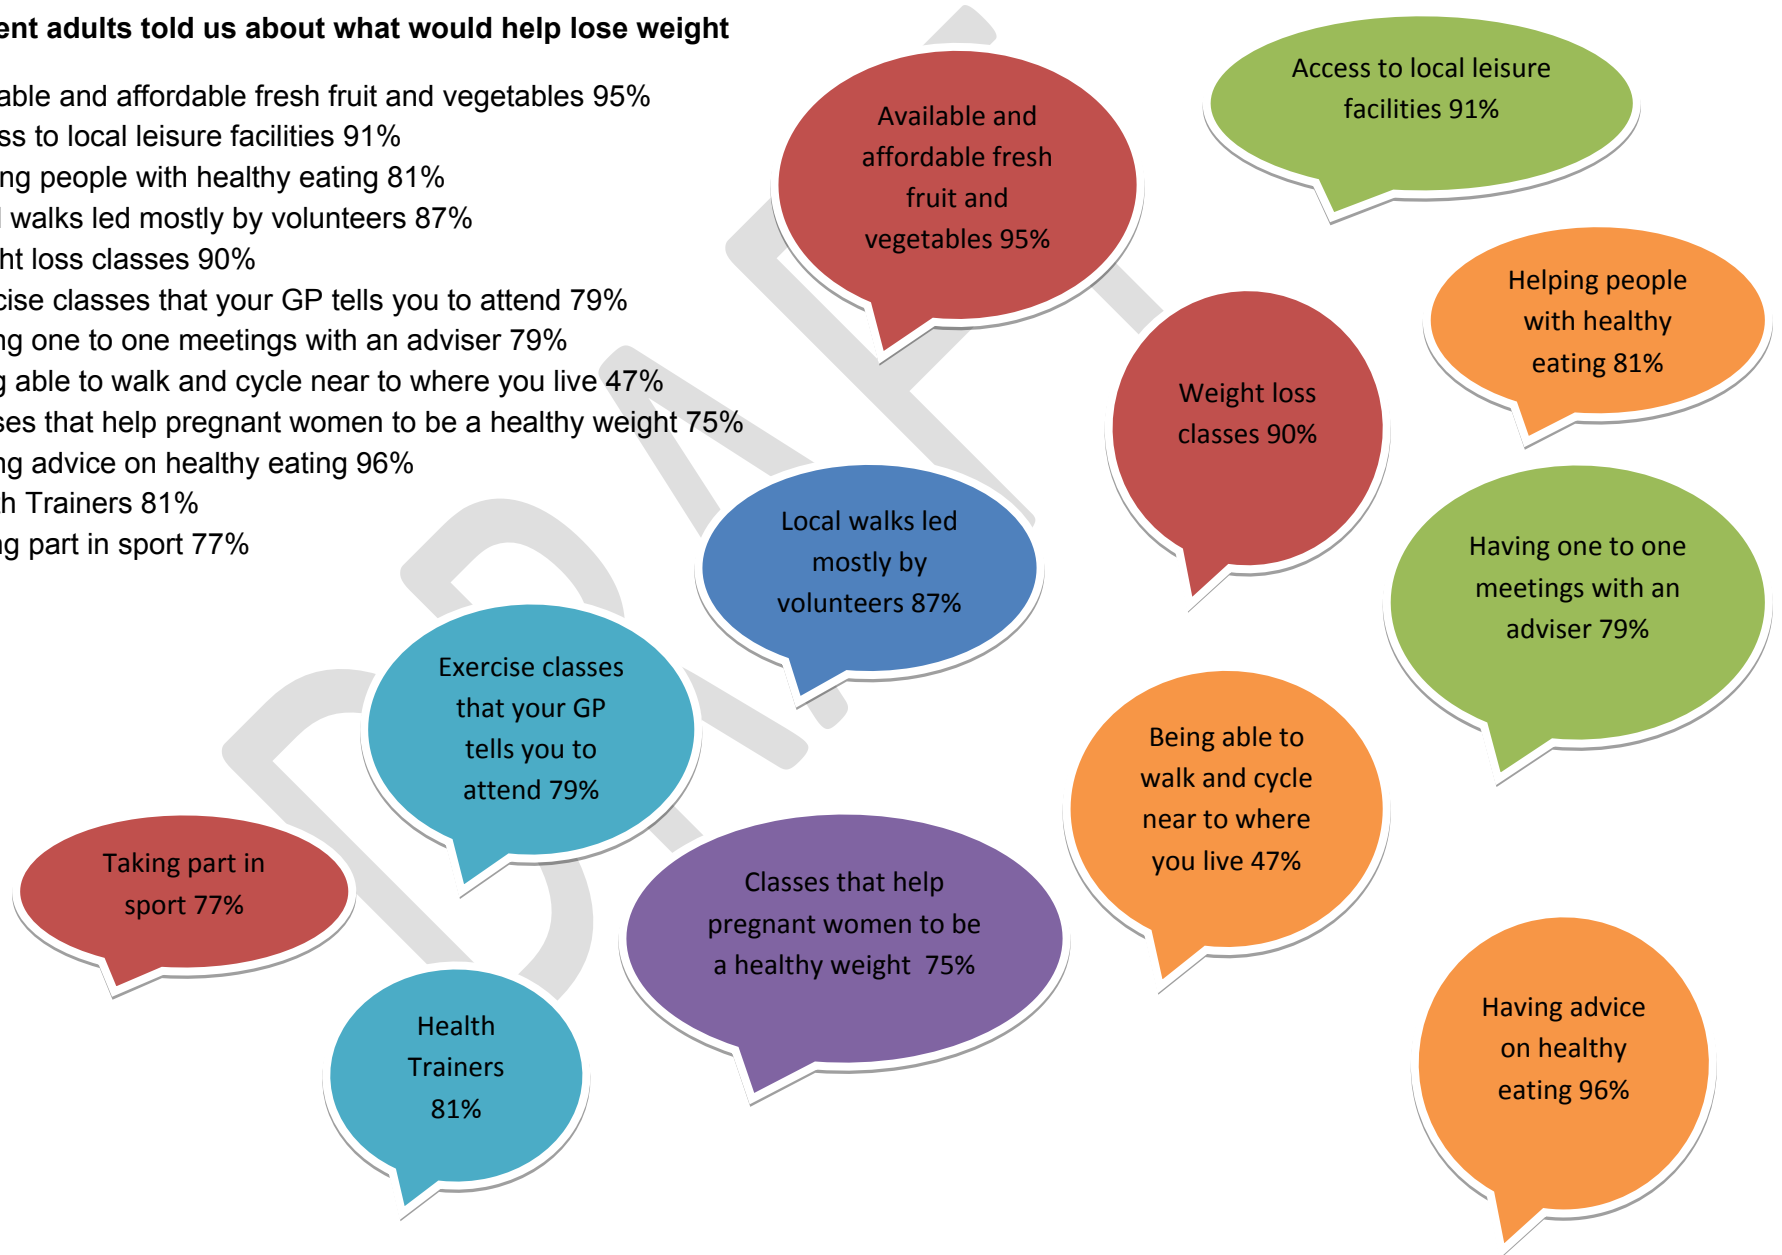 ent adults told us about what would help lose weight
able and affordable fresh fruit and vegetables 95%
ss to local leisure facilities 91%
ng people with healthy eating 81%
l walks led mostly by volunteers 87%
ht loss classes 90%
cise classes that your GP tells you to attend 79%
ng one to one meetings with an adviser 79%
g able to walk and cycle near to where you live 47%
ses that help pregnant women to be a healthy weight 75%
ng advice on healthy eating 96%
th Trainers 81%
ng part in sport 77%
Available and
affordable fresh
fruit and
vegetables 95%
Access to local leisure
facilities 91%
Helping people
with healthy
eating 81%
Weight loss
classes 90%
Local walks led
mostly by
volunteers 87%
Having one to one
meetings with an
adviser 79%
Exercise classes
that your GP
tells you to
attend 79%
Being able to
walk and cycle
near to where
you live 47%
Taking part in
sport 77%
Classes that help
pregnant women to be
a healthy weight 75%
Health
Trainers
81%
Having advice
on healthy
eating 96%
DRAFT